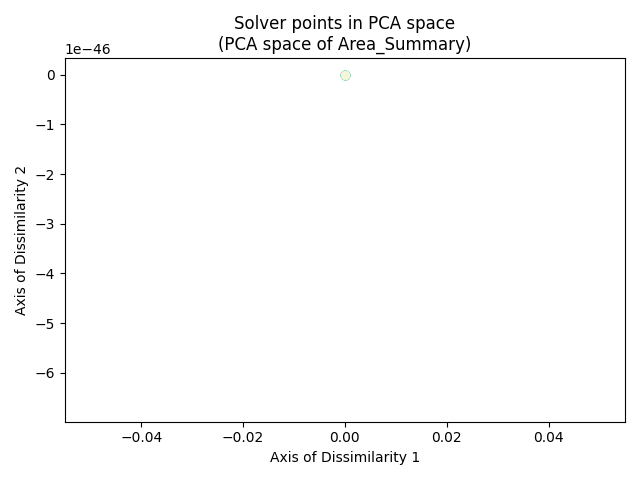 Solver points in PCA space
(PCA space of Area_Summary)
1e−46
0
−1
−2
−3
−4
−5
−6
Axis of Dissimilarity 2
−0.04 −0.02 0.00 0.02 0.04
Axis of Dissimilarity 1